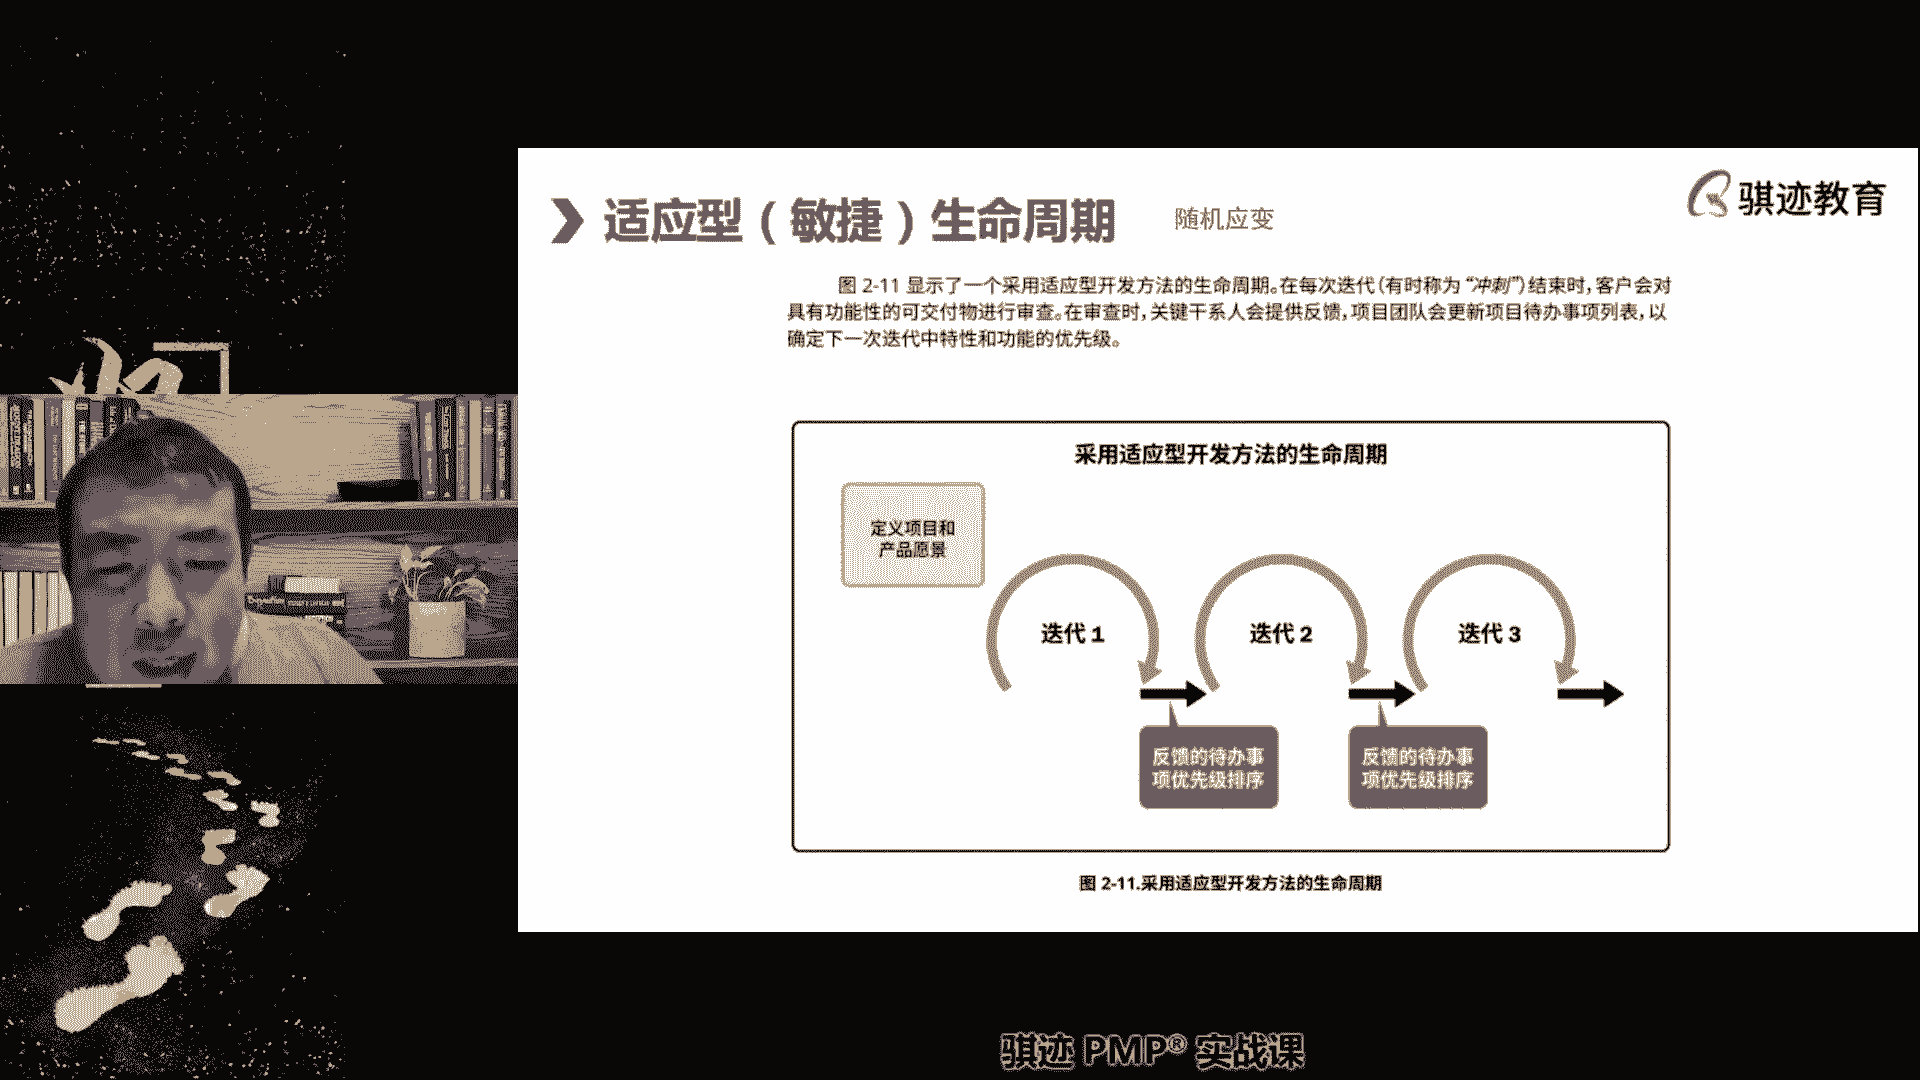 适应型（敏捷）生命周期
随机应变
骐迹教育
图 2-11 显示了一个采用适应型开发方法的生命周期。在每次迭代（有时称为“冲刺”）结束时，客户会对
具有功能性的可交付物进行审查。在审查时，关键干系人会提供反馈，项目团队会更新项目待办事项列表，以
确定下一次迭代中特性和功能的优先级。
采用适应型开发方法的生命周期
定义项目和
产品愿景
迭代 1
迭代 2
迭代 3
反馈的待办事
项优先级排序
反馈的待办事
项优先级排序
图 2-11.采用适应型开发方法的生命周期
骐迹 PMP® 实战课